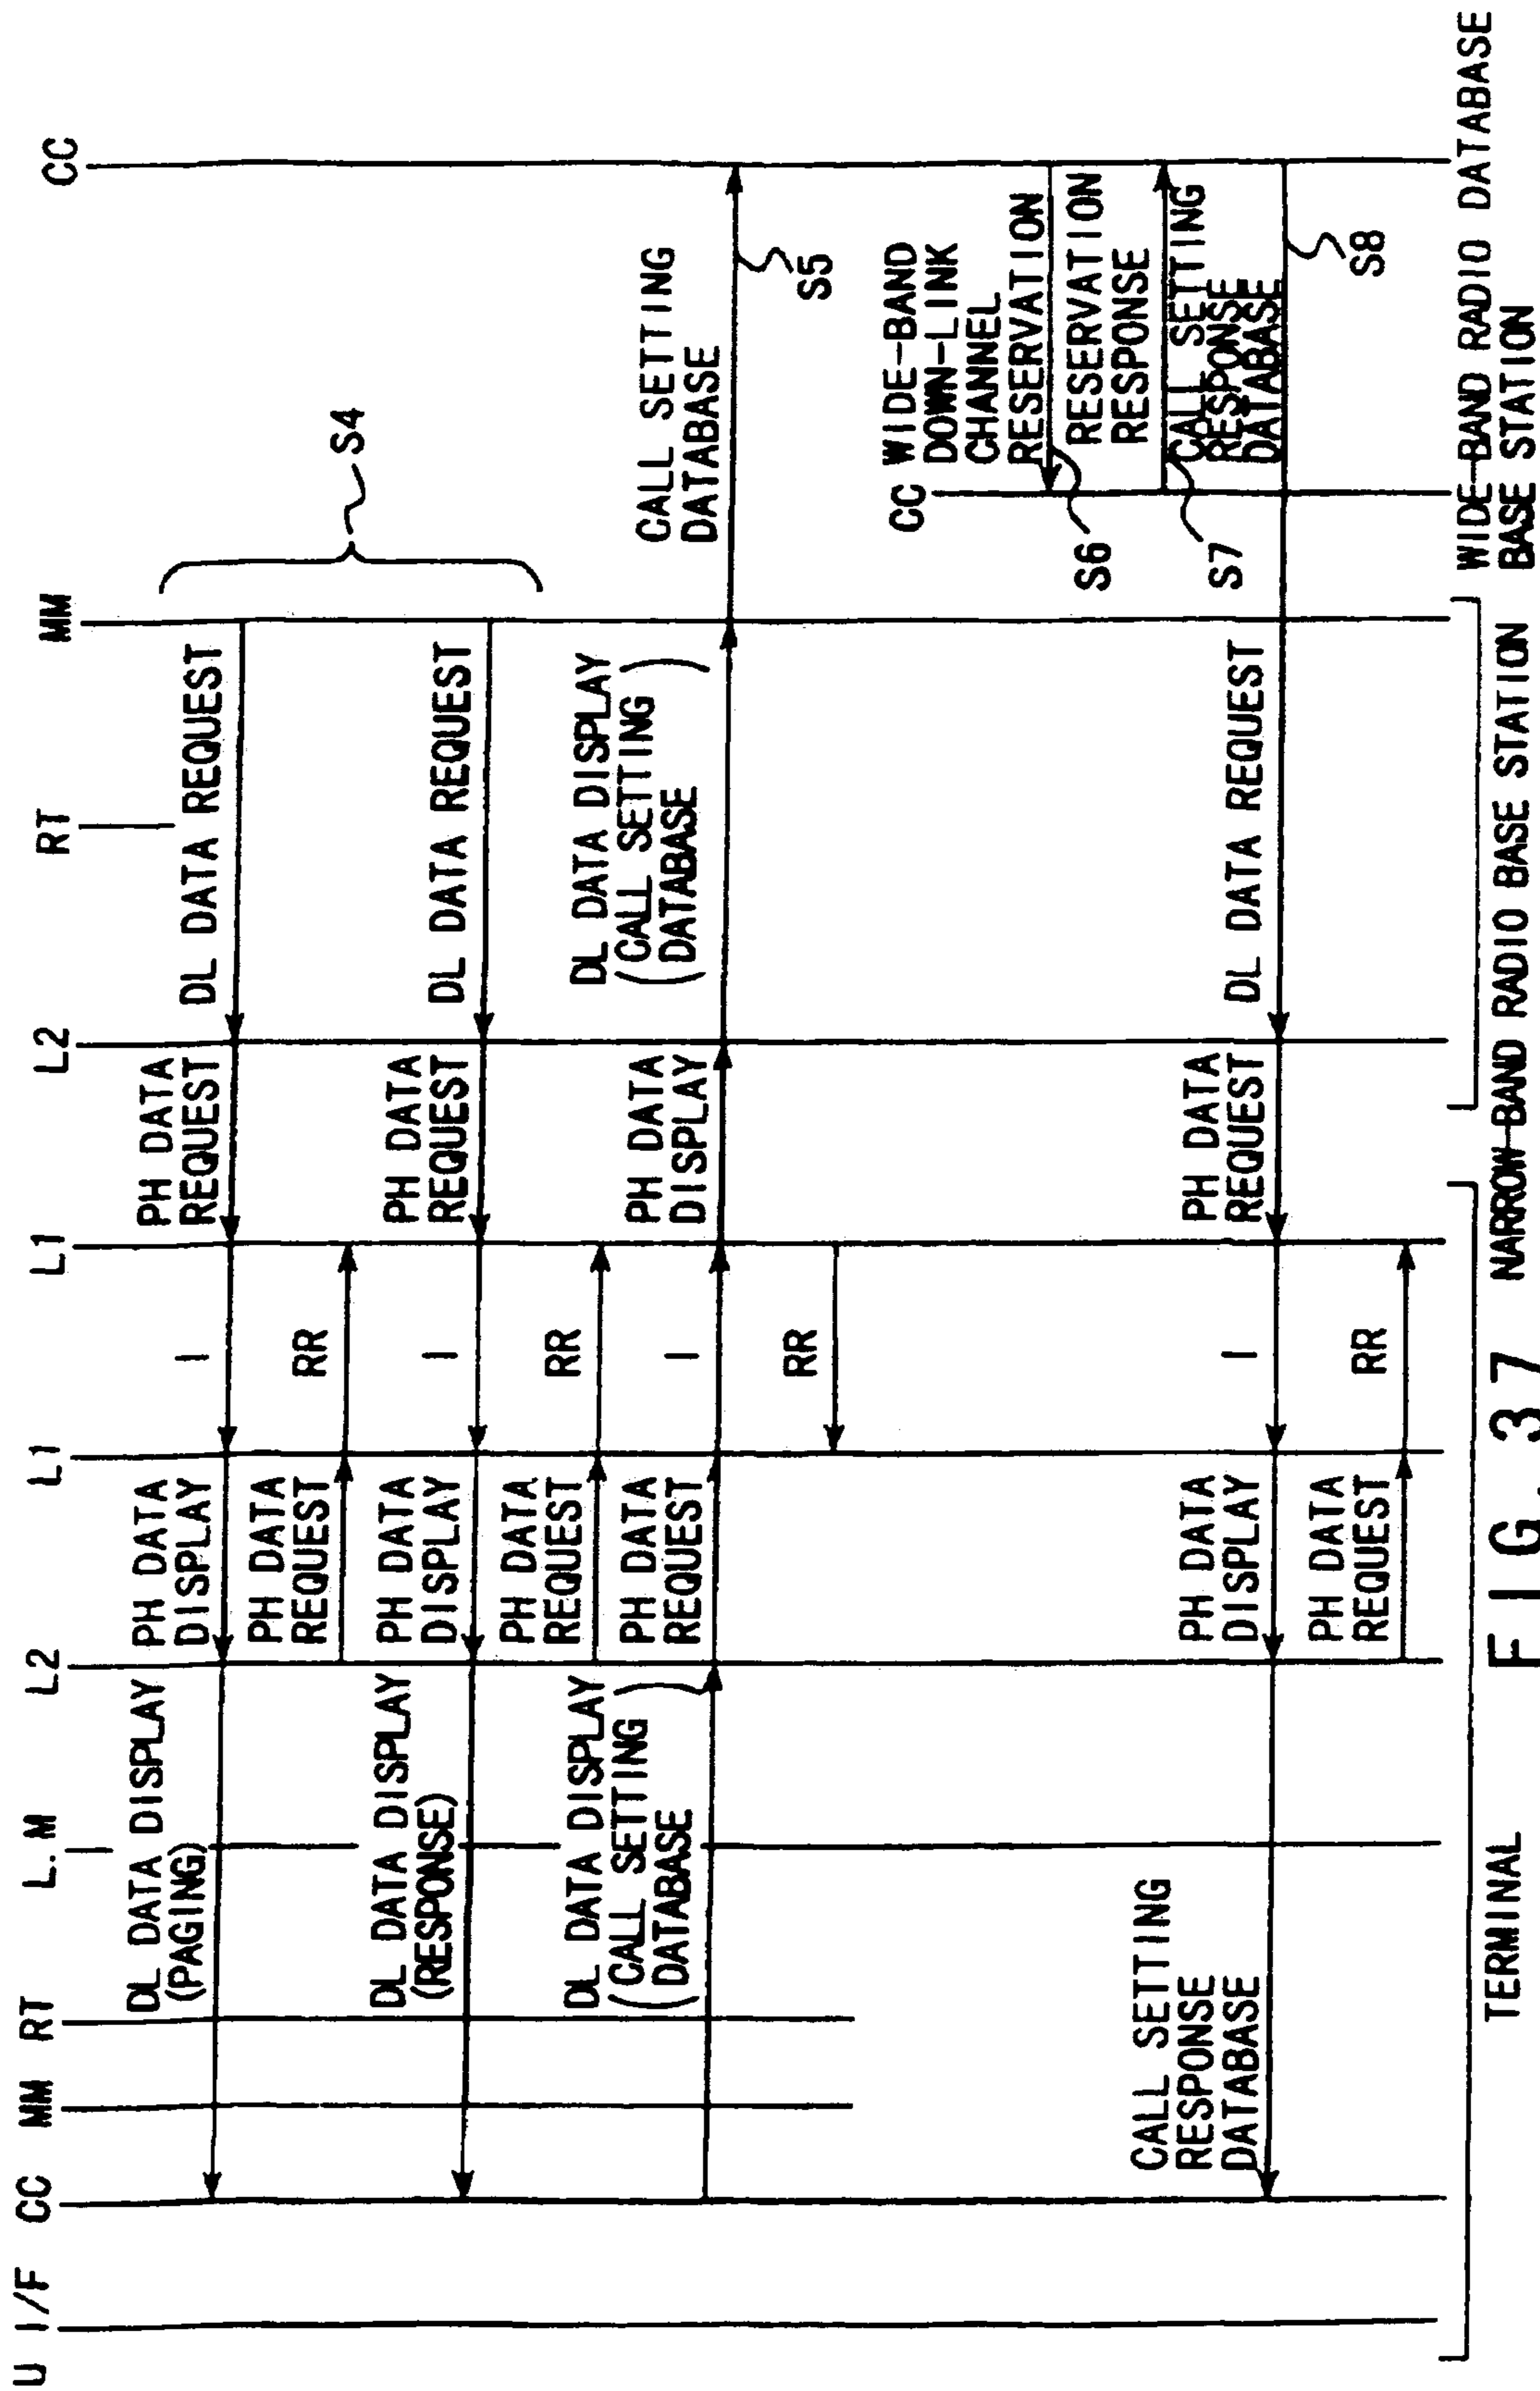 U I/F CC MM RT L.M L2 L1 L1 L2 RT MM CC
DL DATA DISPLAY
(PAGING)
PH DATA
DISPLAY
I
PH DATA
REQUEST
DL DATA REQUEST
S4
PH DATA
REQUEST
RR
DL DATA DISPLAY
(RESPONSE)
PH DATA
DISPLAY
I
PH DATA
REQUEST
DL DATA REQUEST
PH DATA
REQUEST
RR
DL DATA DISPLAY
(CALL SETTING)
(DATABASE
PH DATA
REQUEST
I
PH DATA
DISPLAY
DL DATA DISPLAY
(CALL SETTING)
(DATABASE
CALL SETTING
DATABASE
S5
RR
CC
WIDE-BAND
DOWN-LINK
CHANNEL
RESERVATION
S6
RESERVATION
RESPONSE
S7
CALL SETTING
RESPONSE
DATABASE
CALL SETTING
RESPONSE
DATABASE
PH DATA
DISPLAY
I
PH DATA
REQUEST
DL DATA REQUEST
S8
PH DATA
REQUEST
RR
TERMINAL
NARROW-BAND RADIO BASE STATION
WIDE-BAND RADIO DATABASE
BASE STATION
FIG. 37